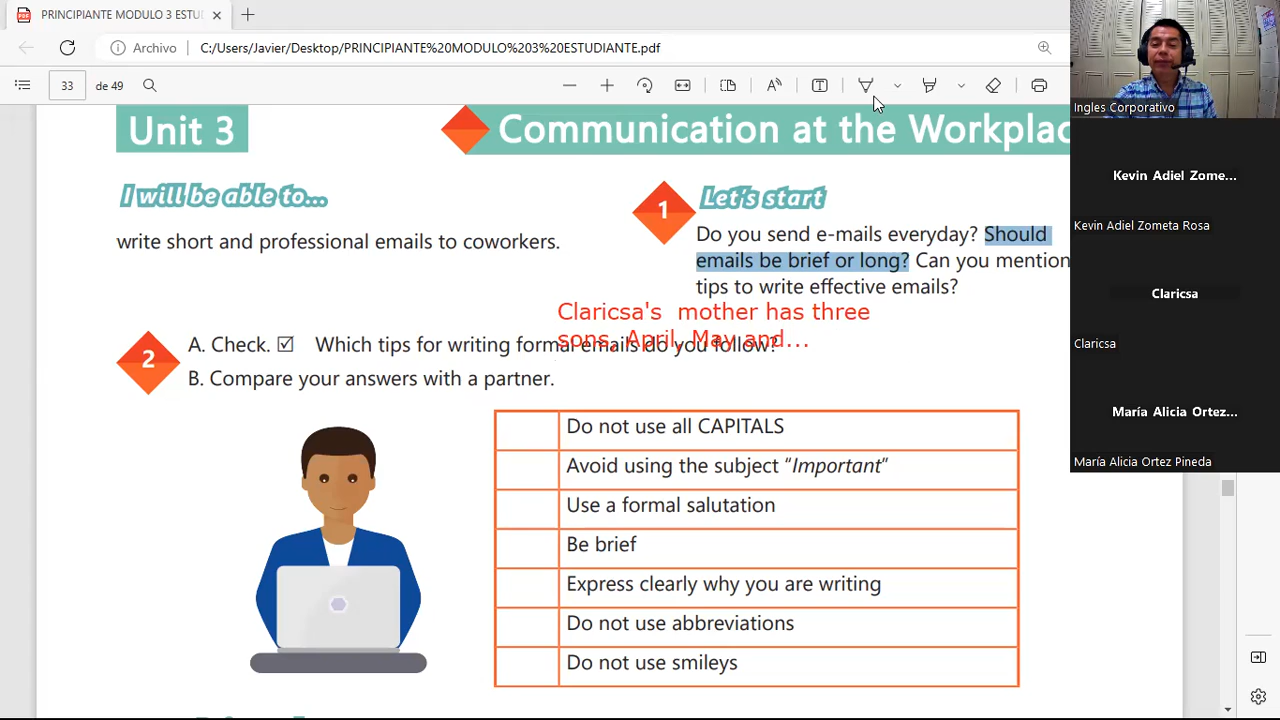 PRINCIPIANTE MODULO 3 ESTU
Archivo
C:/Users/Javier/Desktop/PRINCIPIANTE%20MODULO%203%20ESTUDIANTE.pdf
33 de 49
Unit 3
Communication at the Workplac
I will be able to...
write short and professional emails to coworkers.
1
Let's start
Do you send e-mails everyday? Should
emails be brief or long? Can you mention
tips to write effective emails?
Claricsa's mother has three
sons, April, May and...
2
A. Check. ☑ Which tips for writing formal emails do you follow?
B. Compare your answers with a partner.
Do not use all CAPITALS
Avoid using the subject “Important”
Use a formal salutation
Be brief
Express clearly why you are writing
Do not use abbreviations
Do not use smileys
Ingles Corporativo
Kevin Adiel Zome...
Kevin Adiel Zometa Rosa
Claricsa
Claricsa
María Alicia Ortez...
María Alicia Ortez Pineda